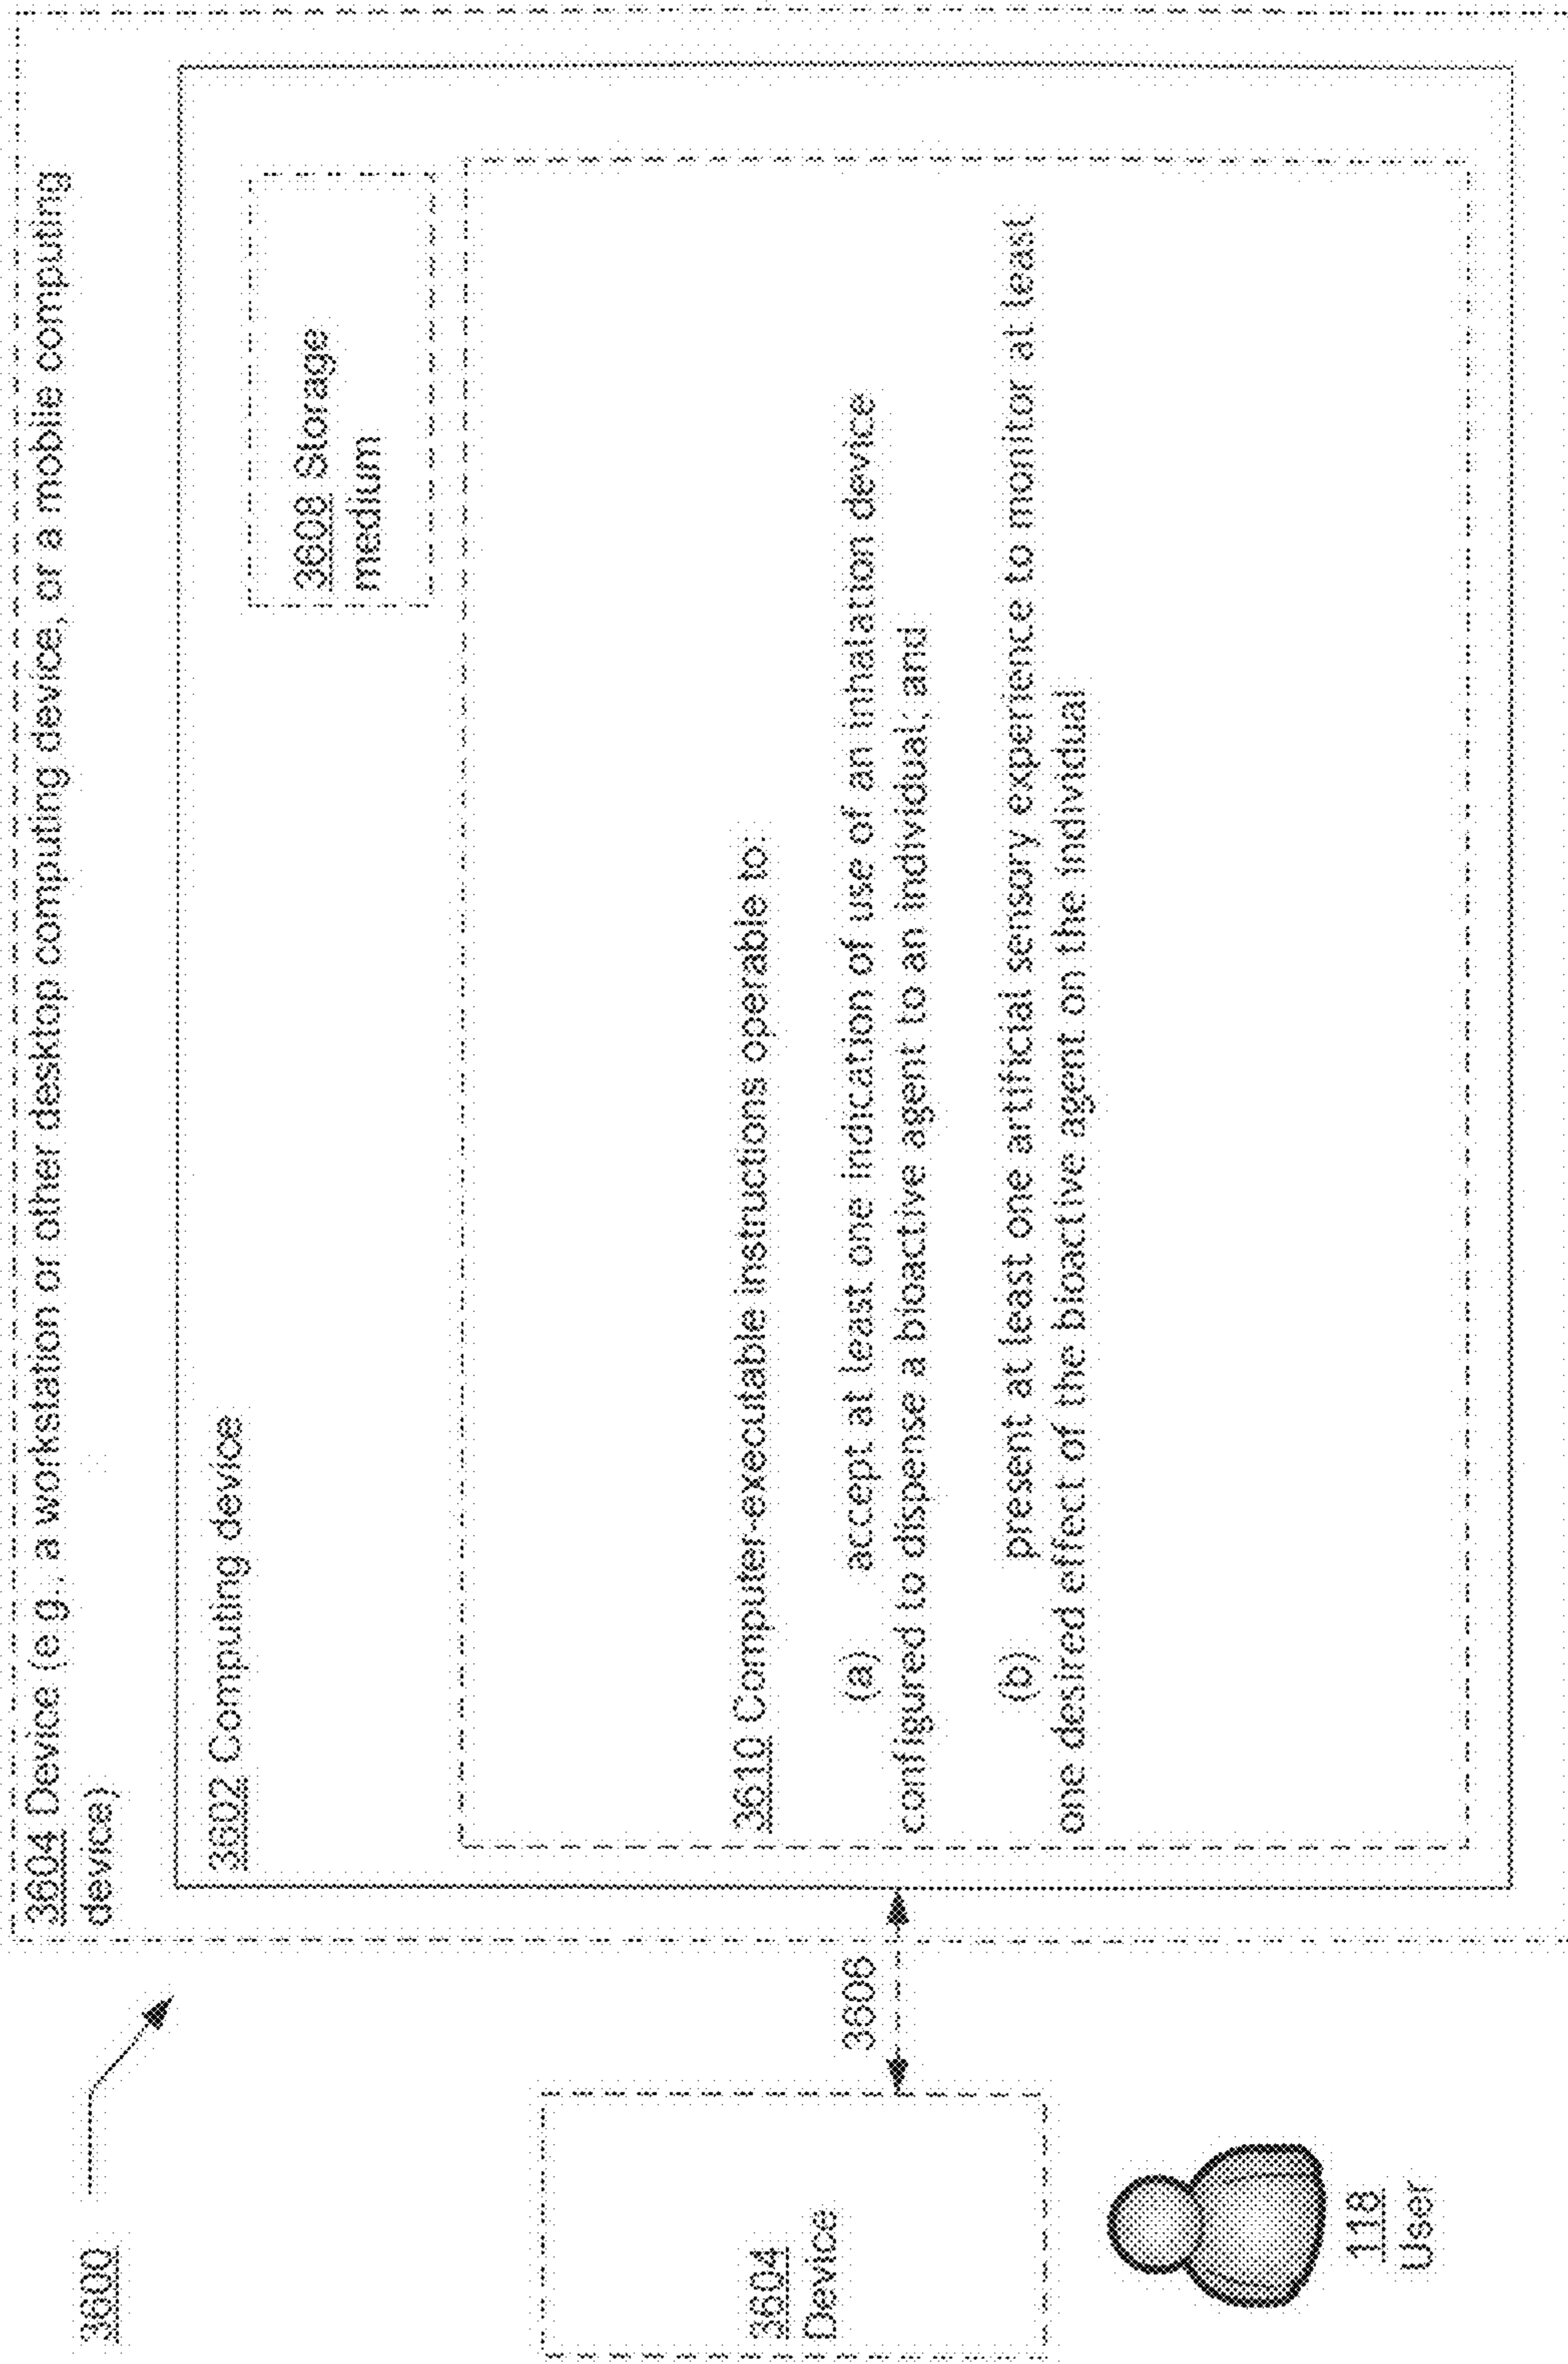 3600
3604 Device (e.g., a workstation or other desktop computing device, or a mobile computing
device)
3602 Computing device
3608 Storage
medium
3610 Computer-executable instructions operable to:
(a) accept at least one indication of use of an inhalation device
configured to dispense a bioactive agent to an individual; and
(b) present at least one artificial sensory experience to monitor at least
one desired effect of the bioactive agent on the individual
3606
3604
Device
118
User